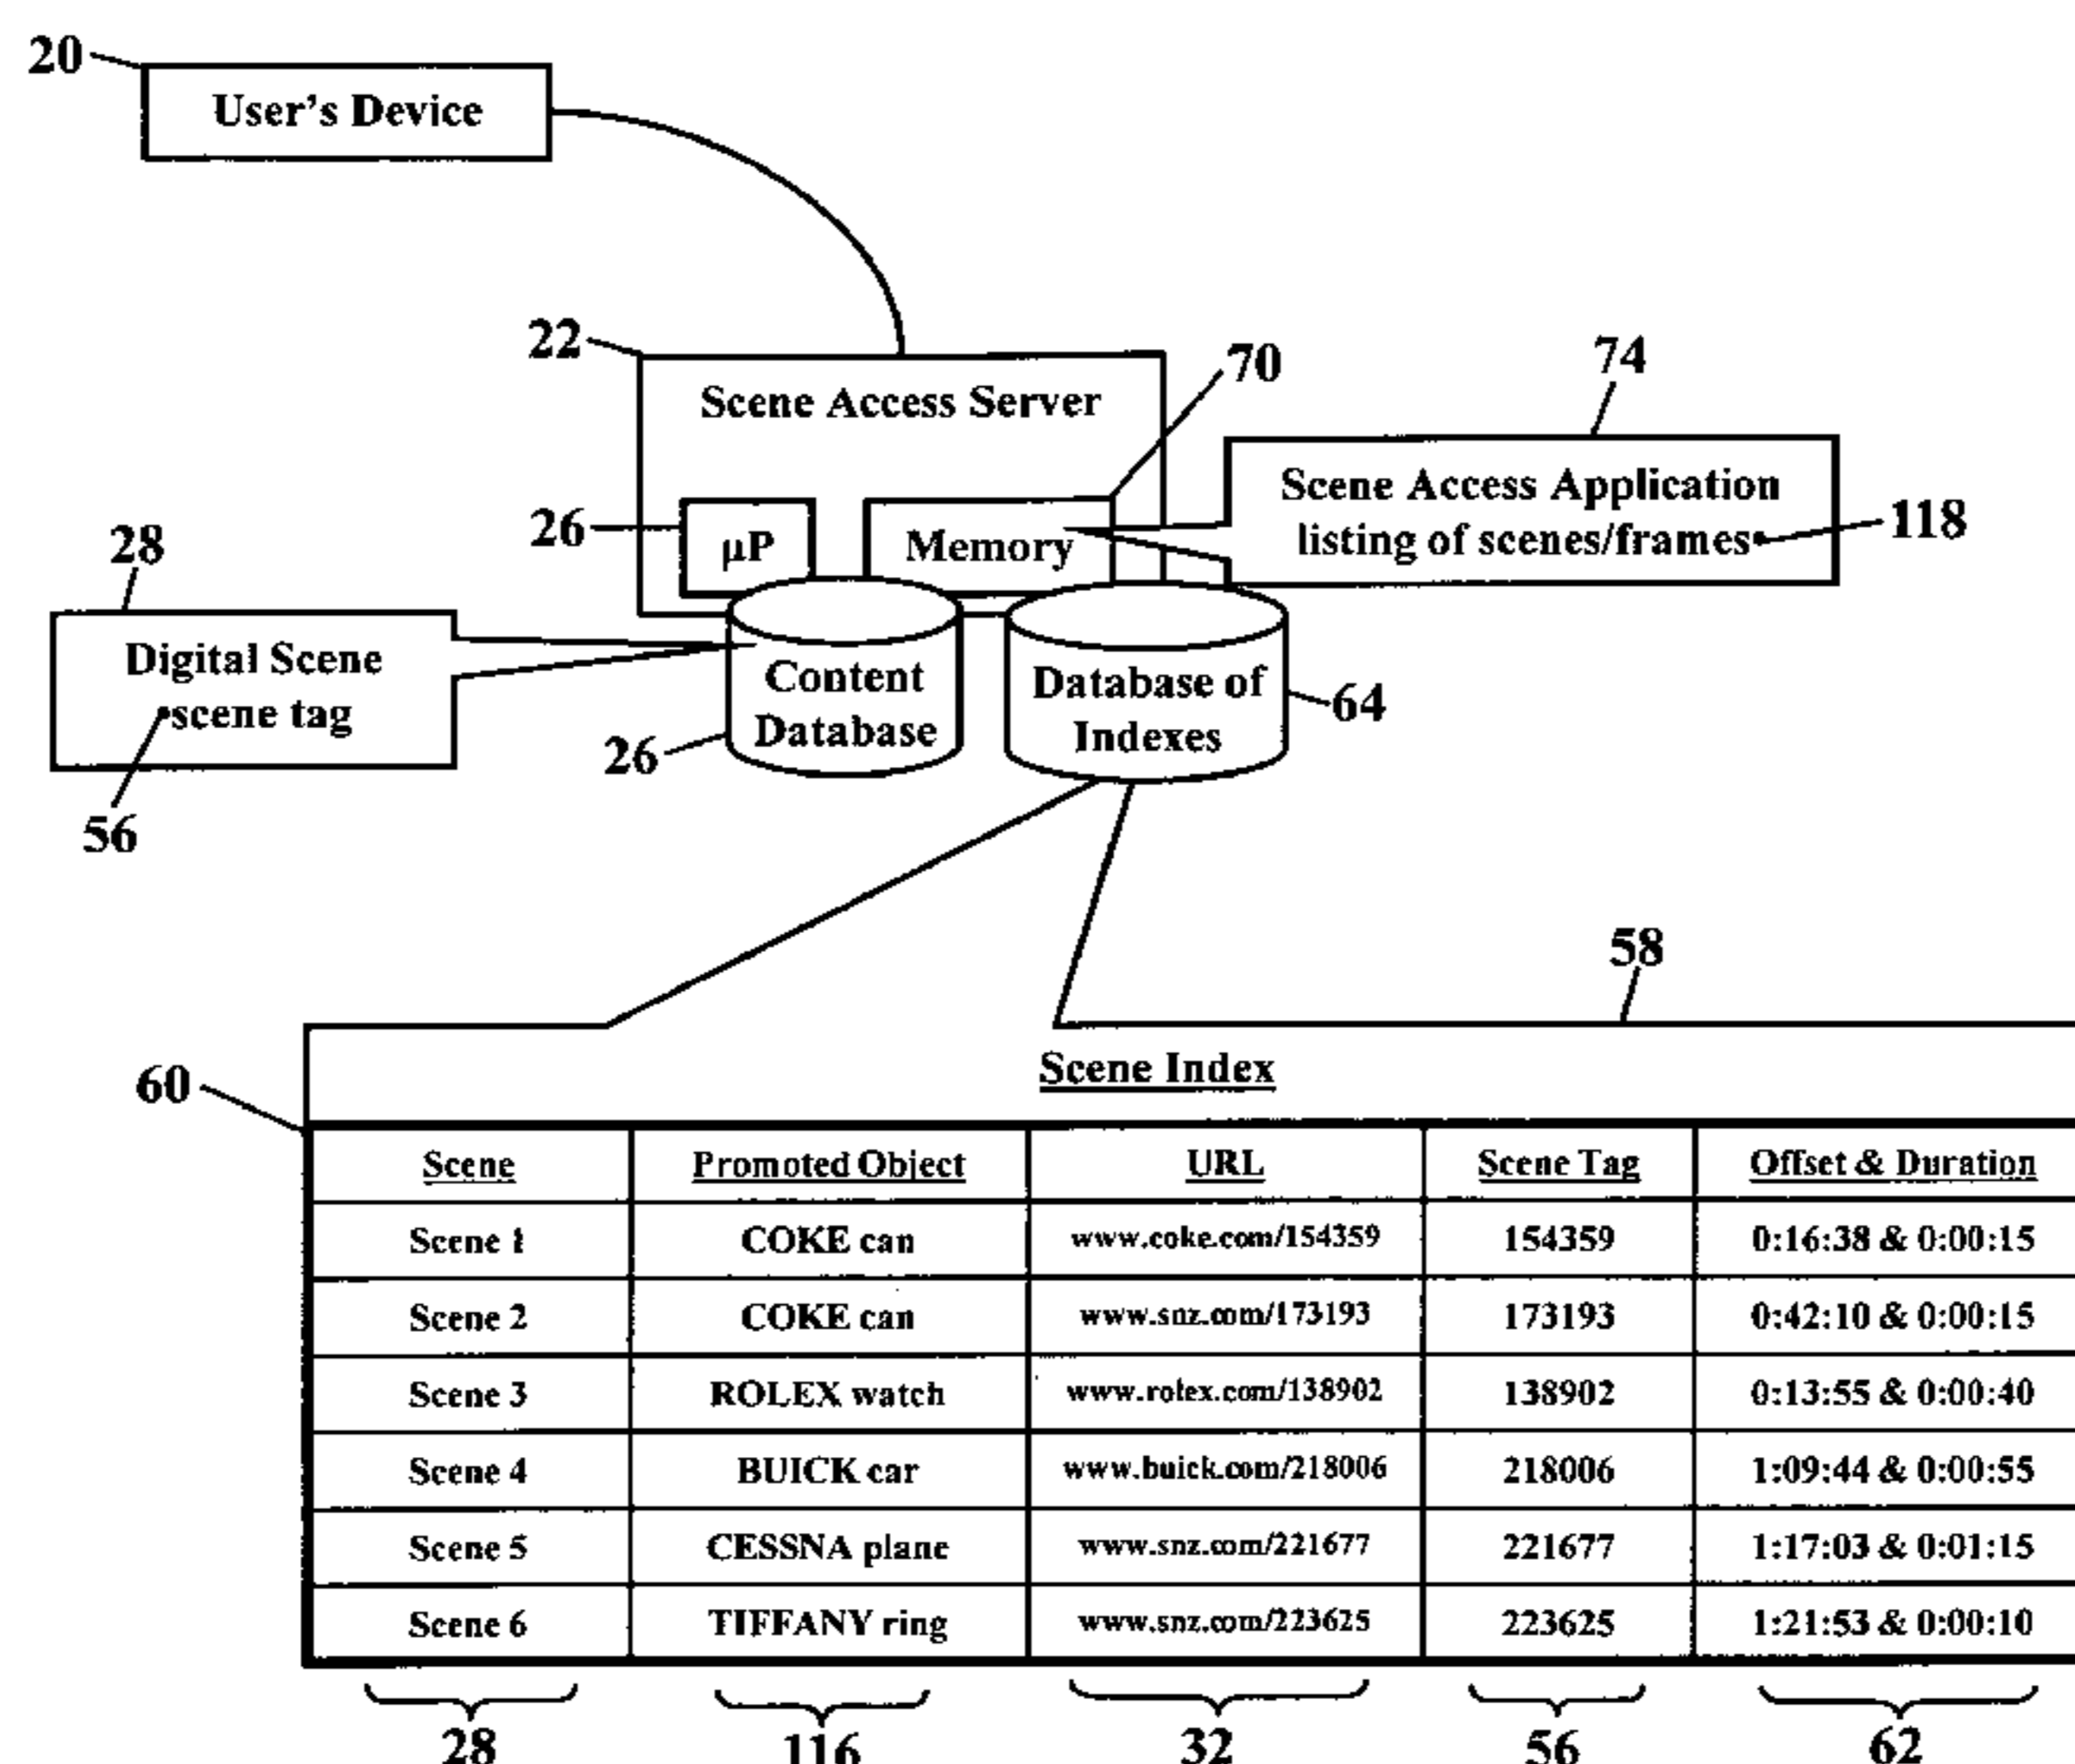 20
User's Device
22
Scene Access Server
70
74
26
µP
Memory
Scene Access Application
listing of scenes/frames•
118
28
Digital Scene
•scene tag
56
Content
Database
26
Database of
Indexes
64
58
60
Scene Index
Scene Promoted Object URL Scene Tag Offset & Duration
Scene 1 COKE can www.coke.com/154359 154359 0:16:38 & 0:00:15
Scene 2 COKE can www.snz.com/173193 173193 0:42:10 & 0:00:15
Scene 3 ROLEX watch www.rolex.com/138902 138902 0:13:55 & 0:00:40
Scene 4 BUICK car www.buick.com/218006 218006 1:09:44 & 0:00:55
Scene 5 CESSNA plane www.snz.com/221677 221677 1:17:03 & 0:01:15
Scene 6 TIFFANY ring www.snz.com/223625 223625 1:21:53 & 0:00:10
28 116 32 56 62